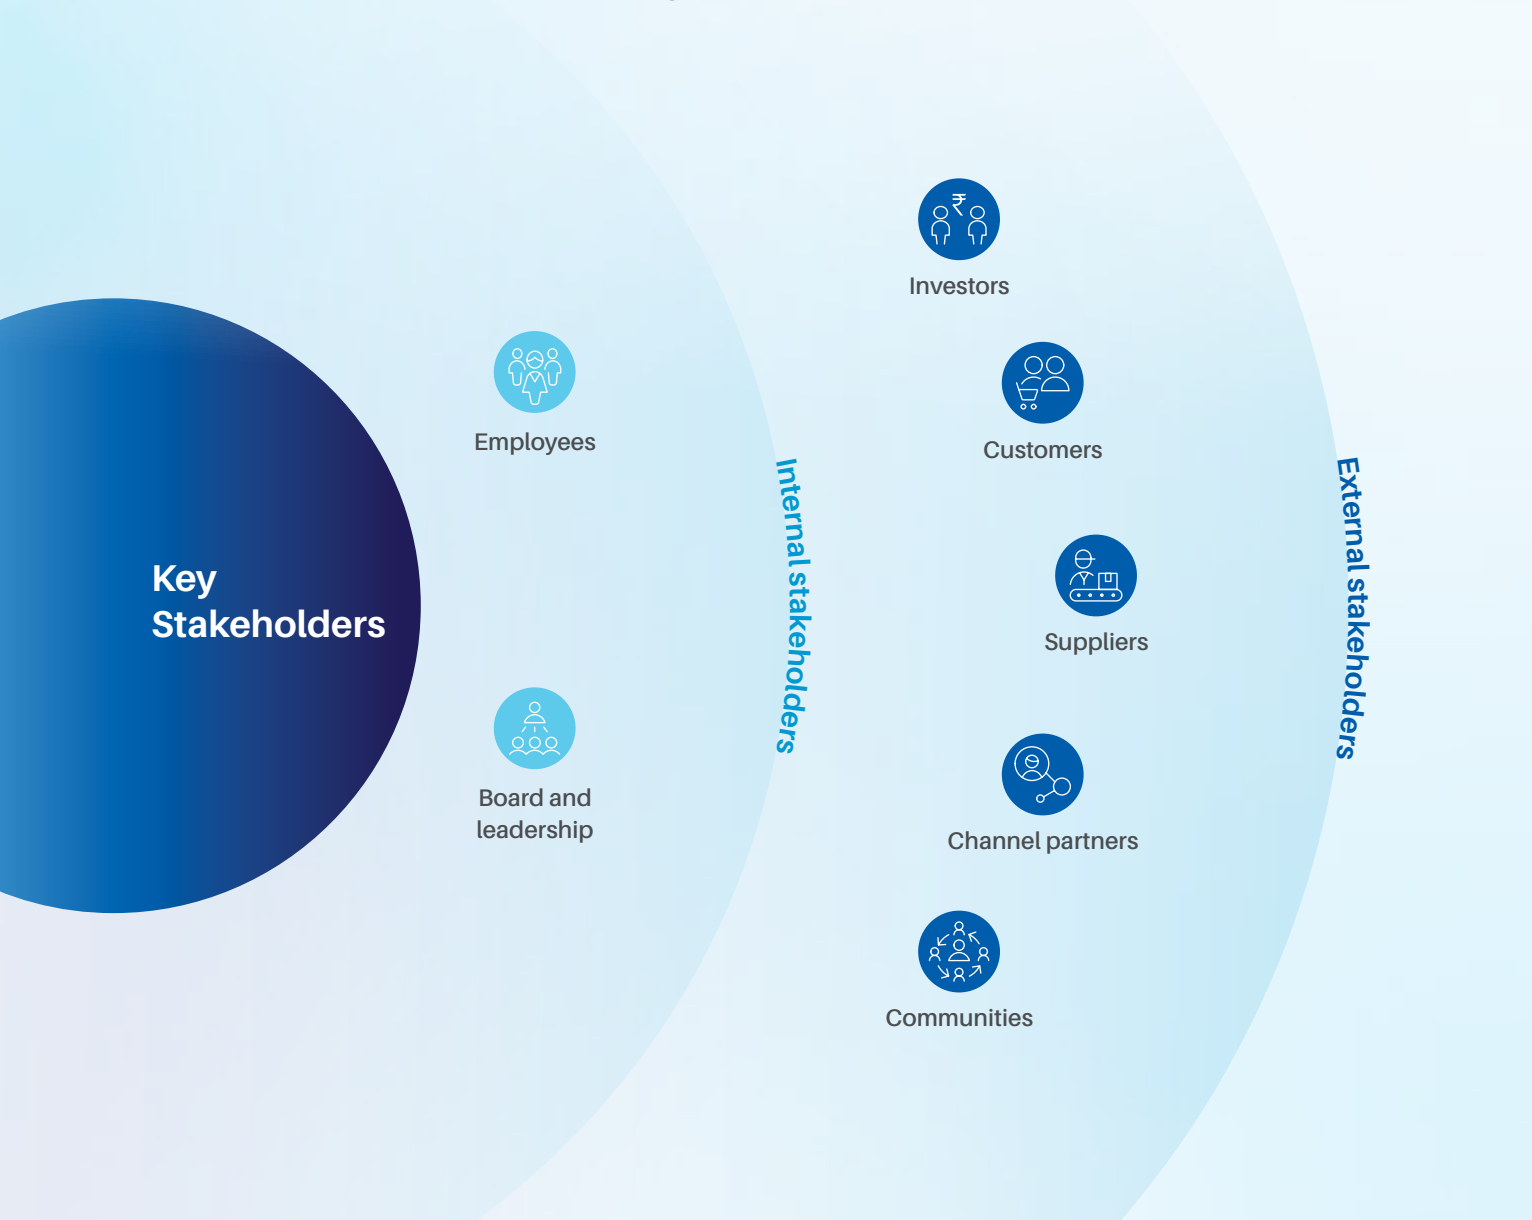 Key
Stakeholders
Employees
Board and
leadership
Internal stakeholders
₹
Investors
Customers
Suppliers
Channel partners
Communities
External stakeholders